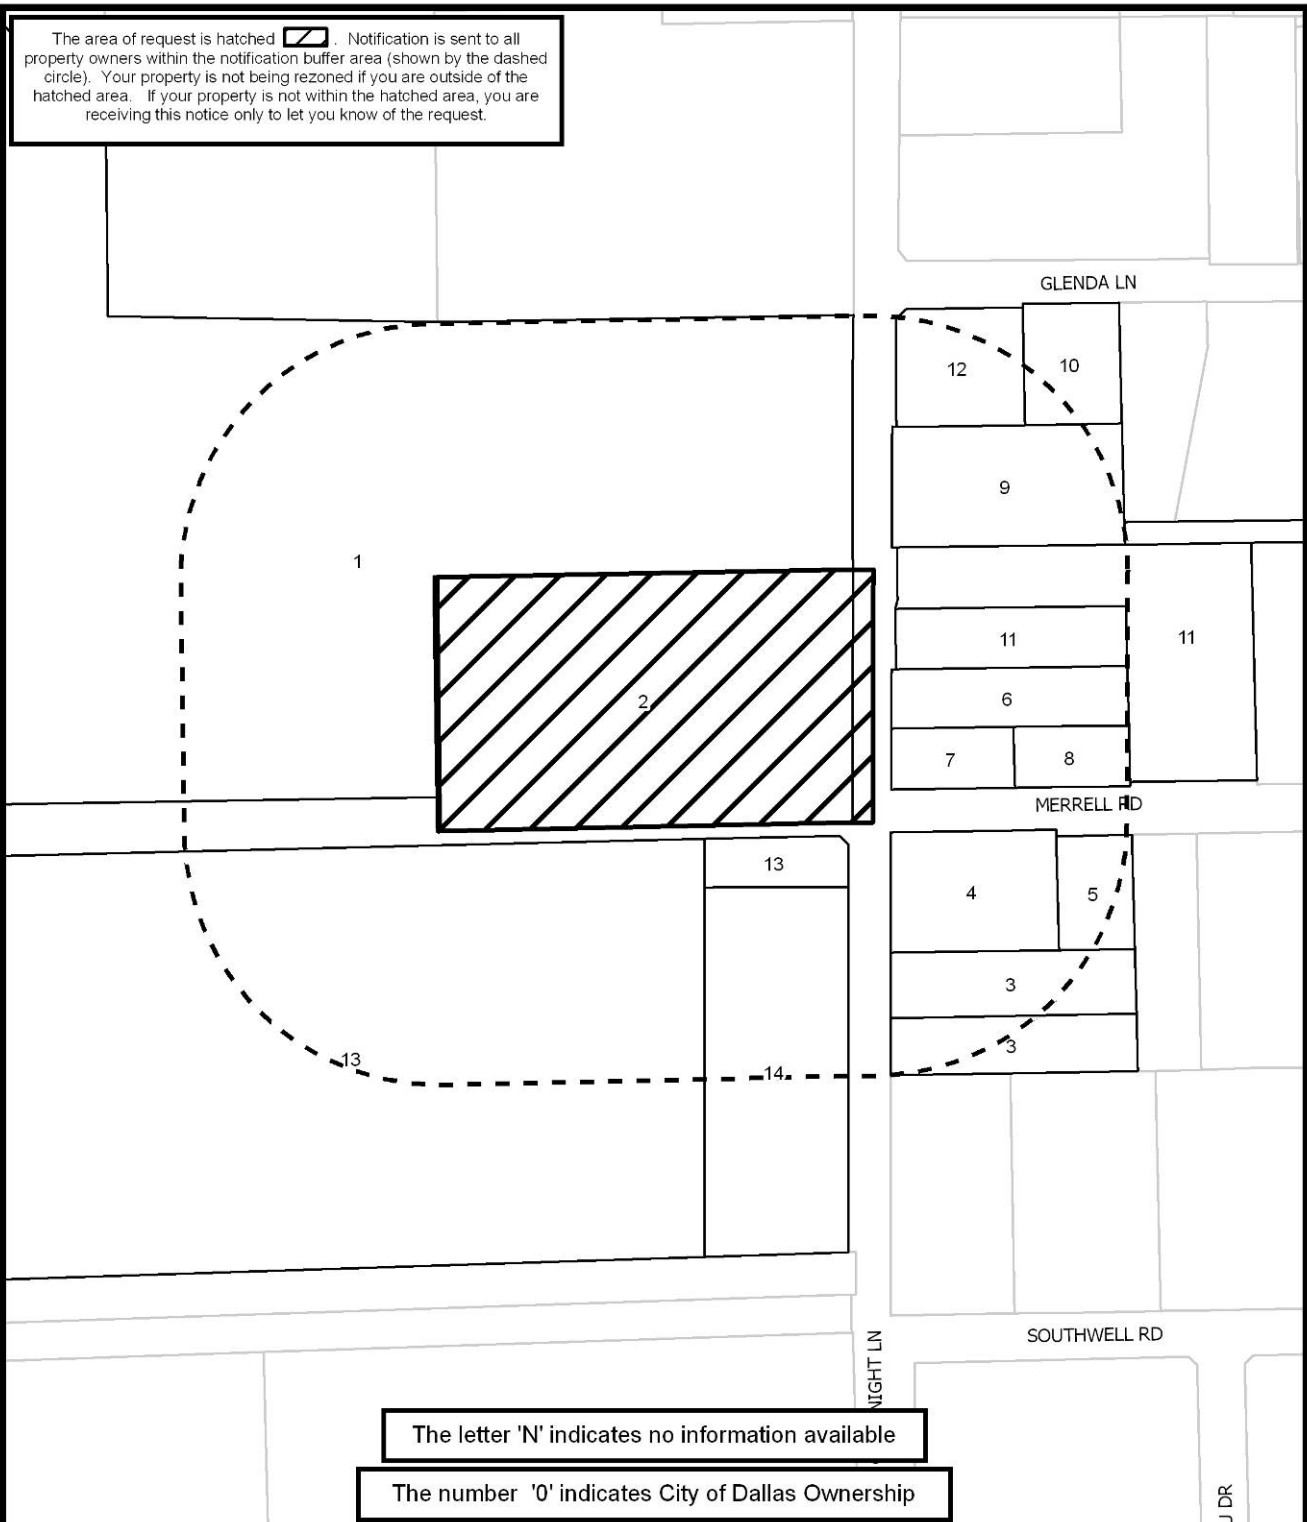 The area of request is hatched . Notification is sent to all
property owners within the notification buffer area (shown by the dashed
circle). Your property is not being rezoned if you are outside of the
hatched area. If your property is not within the hatched area, you are
receiving this notice only to let you know of the request.
GLENDA LN
12
10
9
1
11
11
2
6
7
8
MERRELL RD
13
4
5
3
3
13
14
SOUTHWELL RD
NIGHT LN
The letter 'N' indicates no information available
The number '0' indicates City of Dallas Ownership
DR